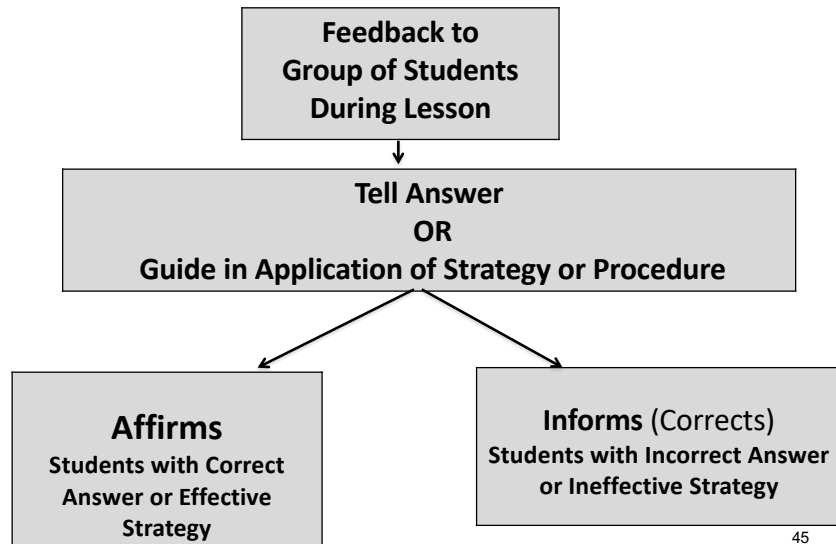 Feedback to
Group of Students
During Lesson
Tell Answer
OR
Guide in Application of Strategy or Procedure
Affirms
Students with Correct
Answer or Effective
Strategy
Informs (Corrects)
Students with Incorrect Answer
or Ineffective Strategy
45